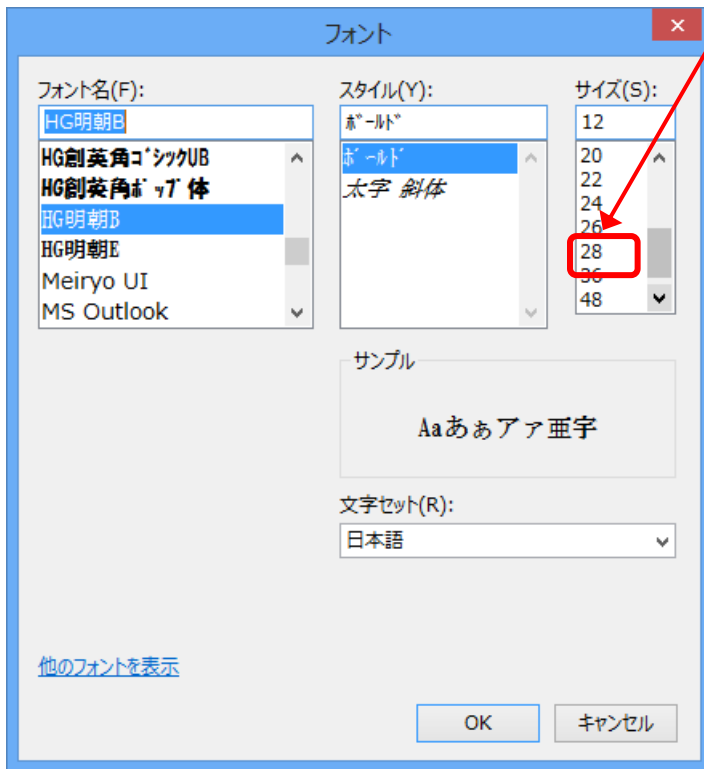 フォント
フォント名(F):
HG明朝B
HG創英角ゴシックUB
HG創英角ポップ体
HG明朝B
HG明朝E
Meiryo UI
MS Outlook
スタイル(Y):
ボールド
ボールド
太字 斜体
サイズ(S):
12
20
22
24
26
28
36
48
サンプル
Aaあぁアァ亜宇
文字セット(R):
日本語
他のフォントを表示
OK
キャンセル